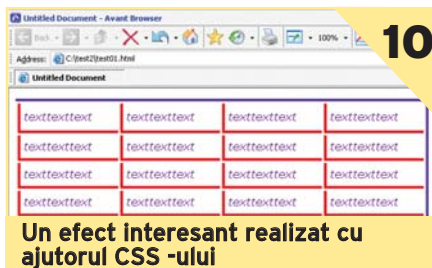 Untitled Document - Avant Browser
10
Back
100%
Address: C:\test2\test01.html
Untitled Document
texttexttext texttexttext texttexttext texttexttext
texttexttext texttexttext texttexttext texttexttext
texttexttext texttexttext texttexttext texttexttext
texttexttext texttexttext texttexttext texttexttext
Un efect interesant realizat cu
ajutorul CSS -ului